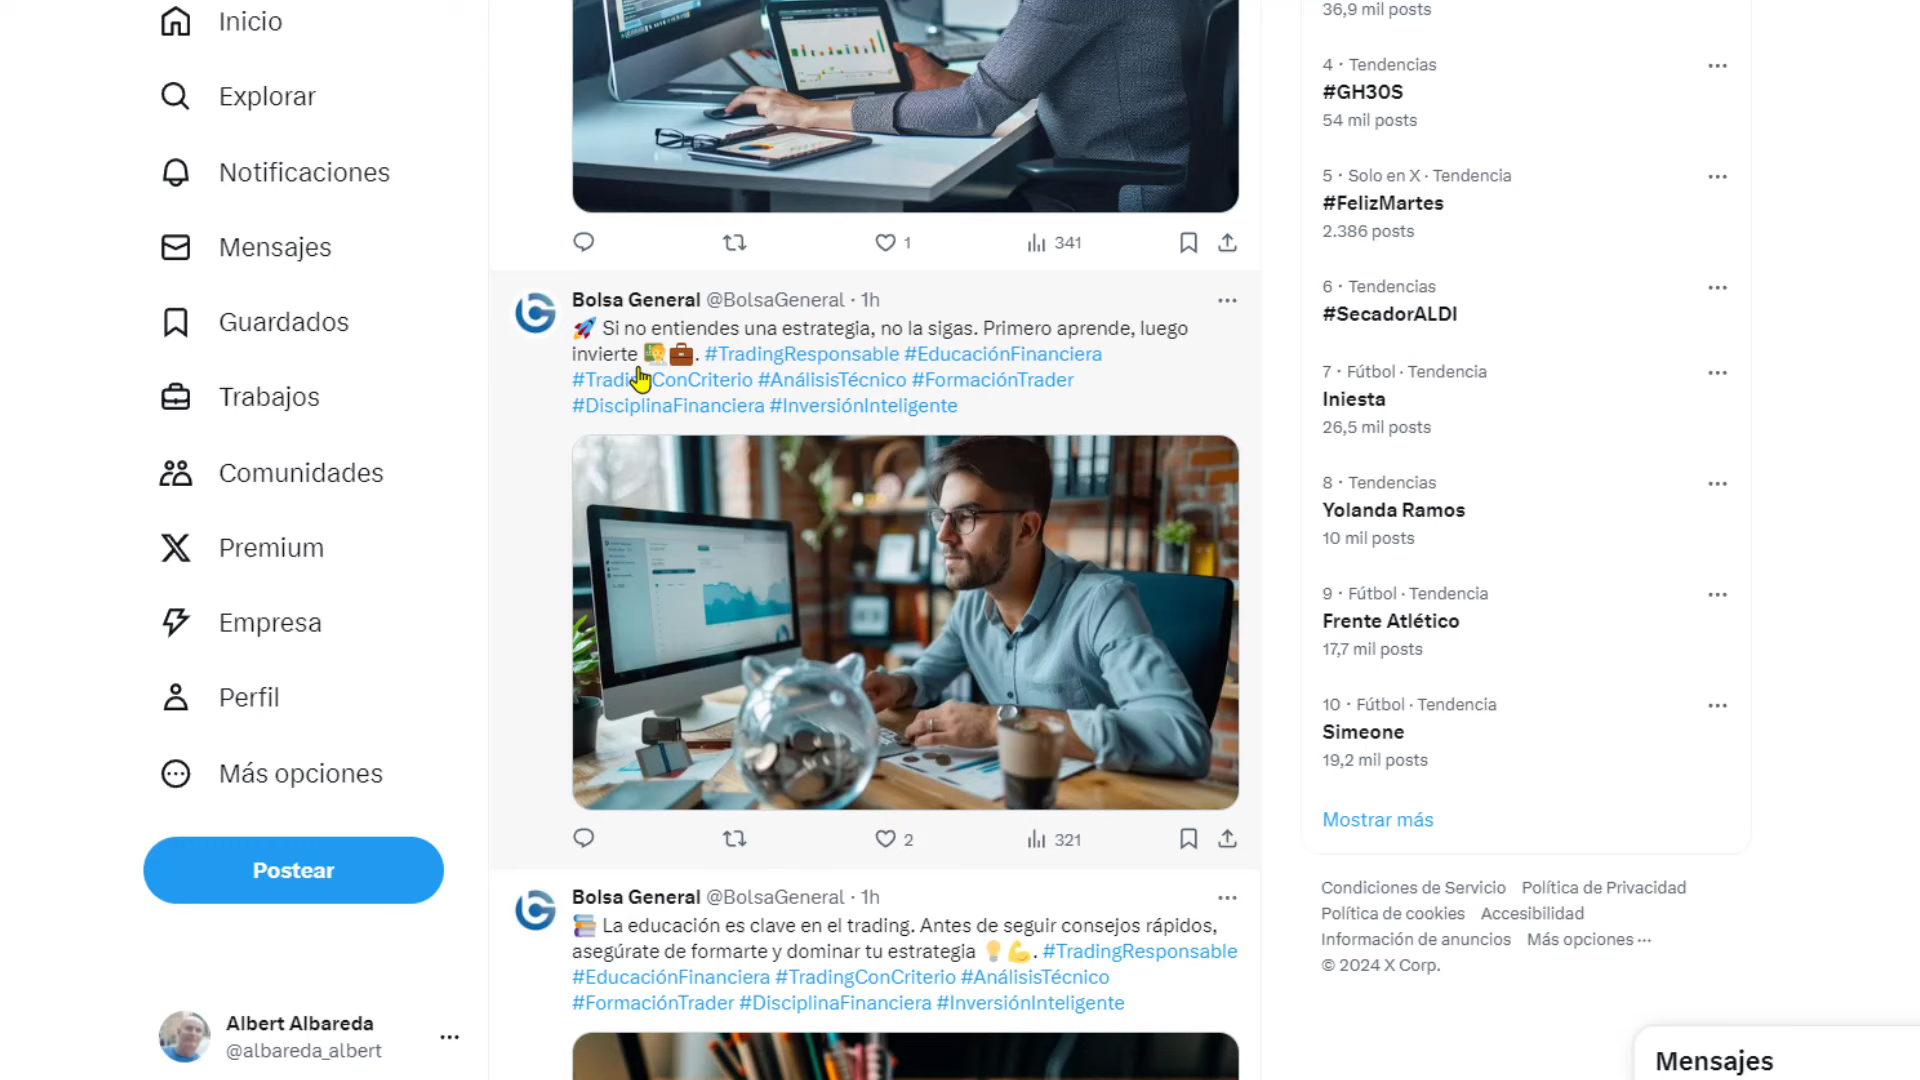 Inicio
Explorar
Notificaciones
Mensajes
Guardados
Trabajos
Comunidades
Premium
Empresa
Perfil
Más opciones
Postear
Albert Albareda
@albareda_albert
1
341
Bolsa General @BolsaGeneral · 1h
🚀 Si no entiendes una estrategia, no la sigas. Primero aprende, luego
invierte 👨‍🏫💼. #TradingResponsable #EducaciónFinanciera
#TradingConCriterio #AnálisisTécnico #FormaciónTrader
#DisciplinaFinanciera #InversiónInteligente
2
321
Bolsa General @BolsaGeneral · 1h
📚 La educación es clave en el trading. Antes de seguir consejos rápidos,
asegúrate de formarte y dominar tu estrategia 💡💪. #TradingResponsable
#EducaciónFinanciera #TradingConCriterio #AnálisisTécnico
#FormaciónTrader #DisciplinaFinanciera #InversiónInteligente
36,9 mil posts
4 · Tendencias
#GH30S
54 mil posts
5 · Solo en X · Tendencia
#FelizMartes
2.386 posts
6 · Tendencias
#SecadorALDI
7 · Fútbol · Tendencia
Iniesta
26,5 mil posts
8 · Tendencias
Yolanda Ramos
10 mil posts
9 · Fútbol · Tendencia
Frente Atlético
17,7 mil posts
10 · Fútbol · Tendencia
Simeone
19,2 mil posts
Mostrar más
Condiciones de Servicio Política de Privacidad
Política de cookies Accesibilidad
Información de anuncios Más opciones ···
© 2024 X Corp.
Mensajes